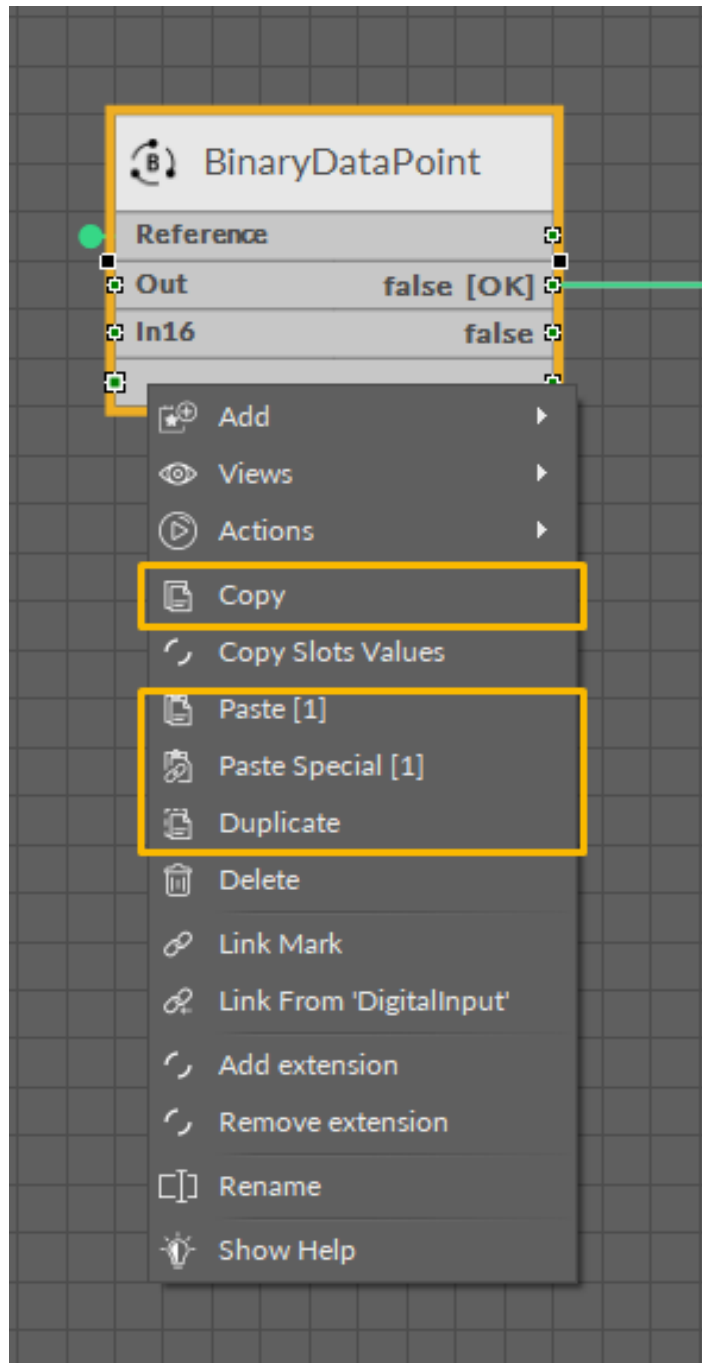 B BinaryDataPoint
Reference
Out false [OK]
In16 false
Add
Views
Actions
Copy
Copy Slots Values
Paste [1]
Paste Special [1]
Duplicate
Delete
Link Mark
Link From 'DigitalInput'
Add extension
Remove extension
Rename
Show Help